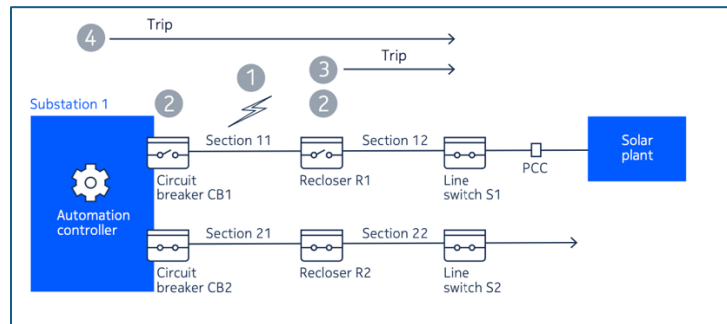 4
Trip
Trip
1
3
2
2
Substation 1
Section 11
Section 12
Solar
plant
Circuit
breaker CB1
Recloser R1
Line
switch S1
PCC
Automation
controller
Section 21
Section 22
Circuit
breaker CB2
Recloser R2
Line
switch S2